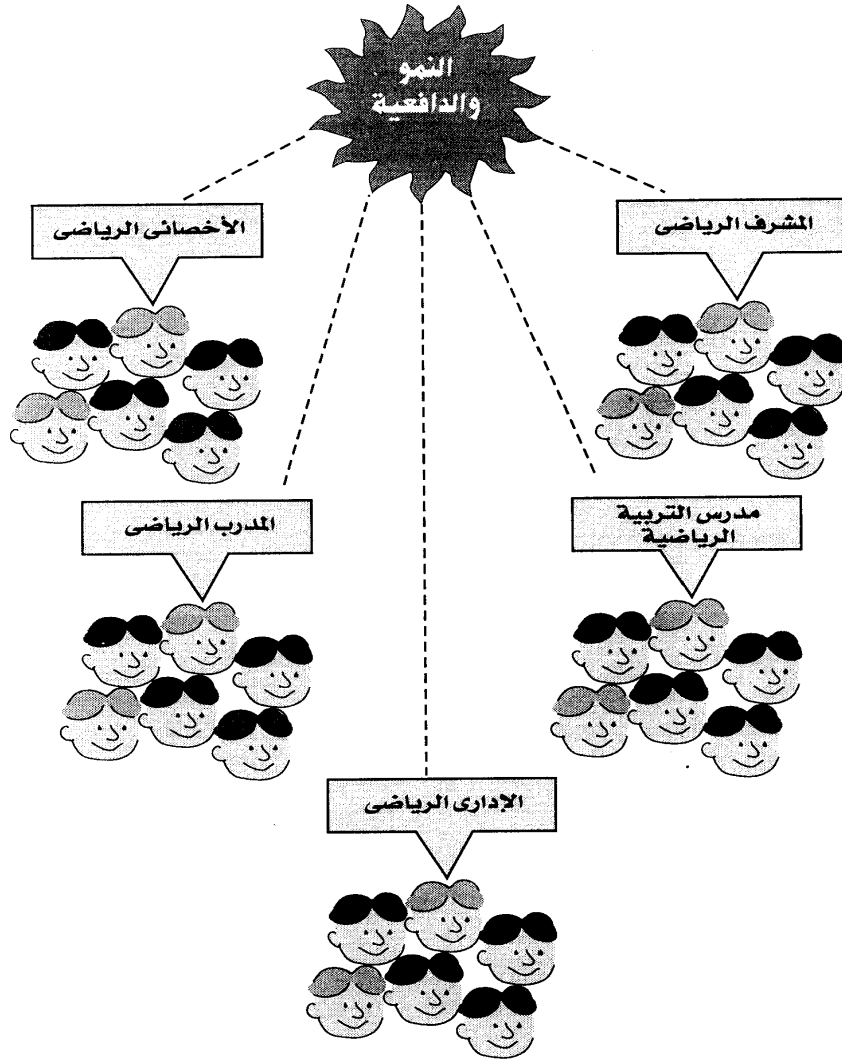 النمو
والدافعية
المشرف الرياضى
الأخصائى الرياضى
مدرس التربية
الرياضية
المدرب الرياضى
الإدارى الرياضى